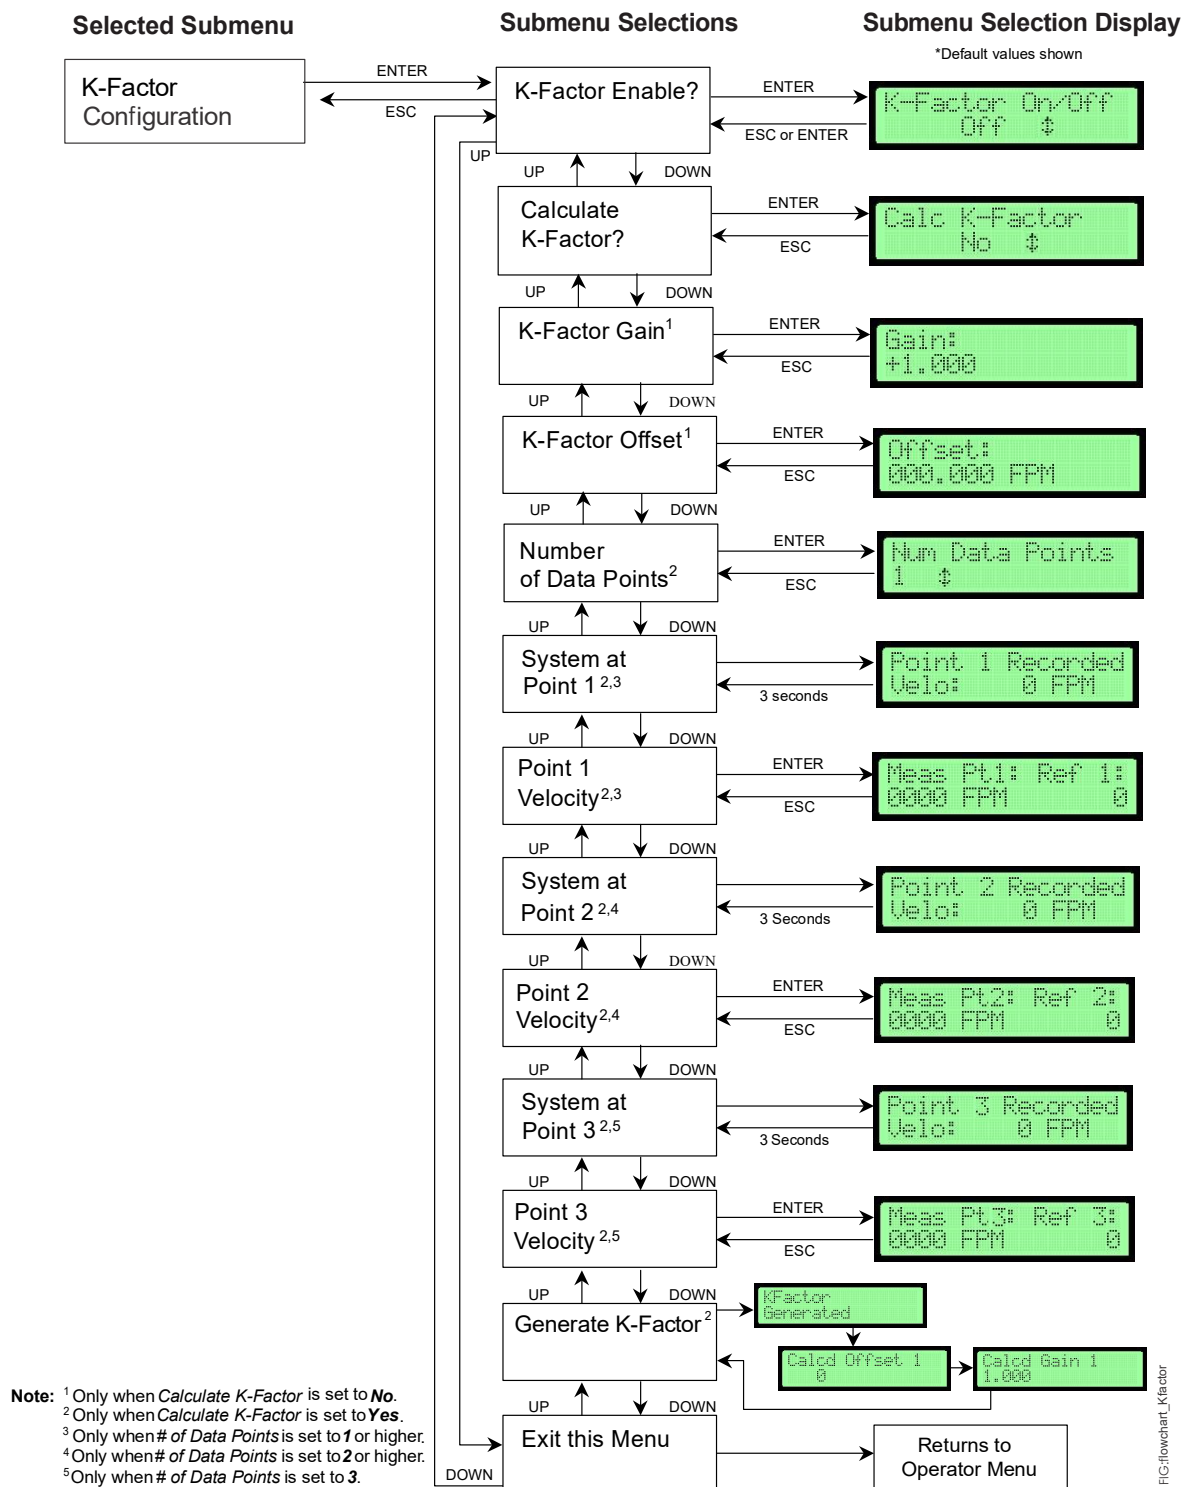 Selected Submenu
Submenu Selections
Submenu Selection Display
*Default values shown
K-Factor
Configuration
ENTER
ESC
K-Factor Enable?
ENTER
ESC or ENTER
K-Factor On/Off
Off ↕
UP
UP
DOWN
Calculate
K-Factor?
ENTER
ESC
Calc K-Factor
No ↕
UP
DOWN
K-Factor Gain¹
ENTER
ESC
Gain:
+1.000
UP
DOWN
K-Factor Offset¹
ENTER
ESC
Offset:
000.000 FPM
UP
DOWN
Number
of Data Points²
ENTER
ESC
Num Data Points
1 ↕
UP
DOWN
System at
Point 1 ²,³
3 seconds
Point 1 Recorded
Velo: 0 FPM
UP
DOWN
Point 1
Velocity²,³
ENTER
ESC
Meas Pt1: Ref 1:
0000 FPM 0
UP
DOWN
System at
Point 2 ²,⁴
3 Seconds
Point 2 Recorded
Velo: 0 FPM
UP
DOWN
Point 2
Velocity²,⁴
ENTER
ESC
Meas Pt2: Ref 2:
0000 FPM 0
UP
DOWN
System at
Point 3 ²,⁵
3 Seconds
Point 3 Recorded
Velo: 0 FPM
UP
DOWN
Point 3
Velocity ²,⁵
ENTER
ESC
Meas Pt3: Ref 3:
0000 FPM 0
UP
DOWN
Generate K-Factor²
KFactor
Generated
Calcd Offset 1
0
Calcd Gain 1
1.000
UP
DOWN
Exit this Menu
DOWN
Returns to
Operator Menu
Note: ¹ Only when Calculate K-Factor is set to No.
² Only when Calculate K-Factor is set to Yes.
³ Only when # of Data Points is set to 1 or higher.
⁴ Only when # of Data Points is set to 2 or higher.
⁵ Only when # of Data Points is set to 3.
FIG:flowchart_Kfactor